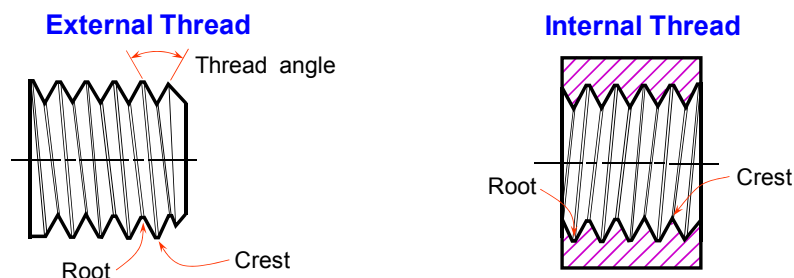 External Thread
Thread angle
Root
Crest
Internal Thread
Root
Crest